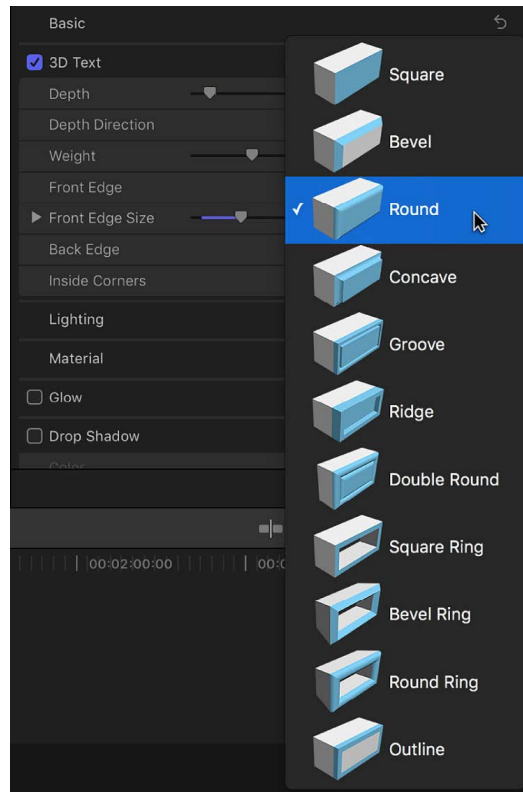 Basic
3D Text
Depth
Depth Direction
Weight
Front Edge
Front Edge Size
Back Edge
Inside Corners
Lighting
Material
Glow
Drop Shadow
Color
00:02:00:00
Square
Bevel
Round
Concave
Groove
Ridge
Double Round
Square Ring
Bevel Ring
Round Ring
Outline